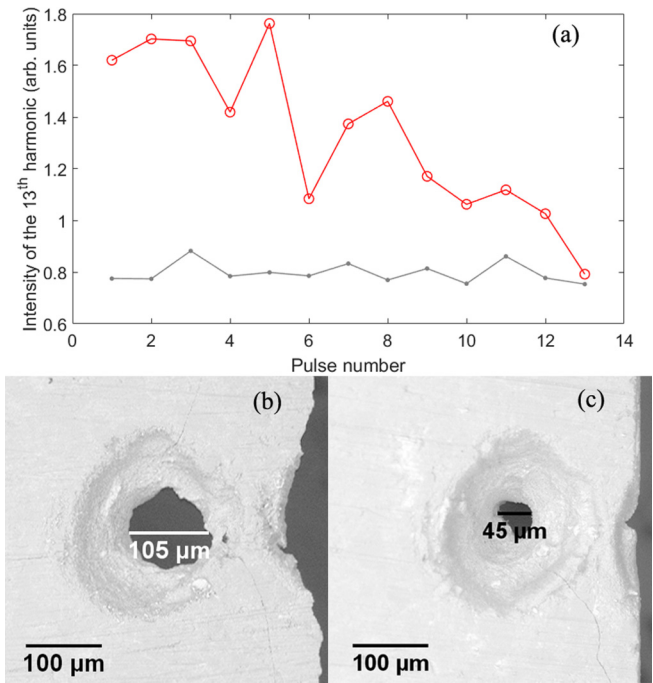 (a)
Intensity of the 13th harmonic (arb. units)
1.8
1.6
1.4
1.2
1
0.8
0.6
0 2 4 6 8 10 12 14
Pulse number
(b) (c)
105 µm 45 µm
100 µm 100 µm